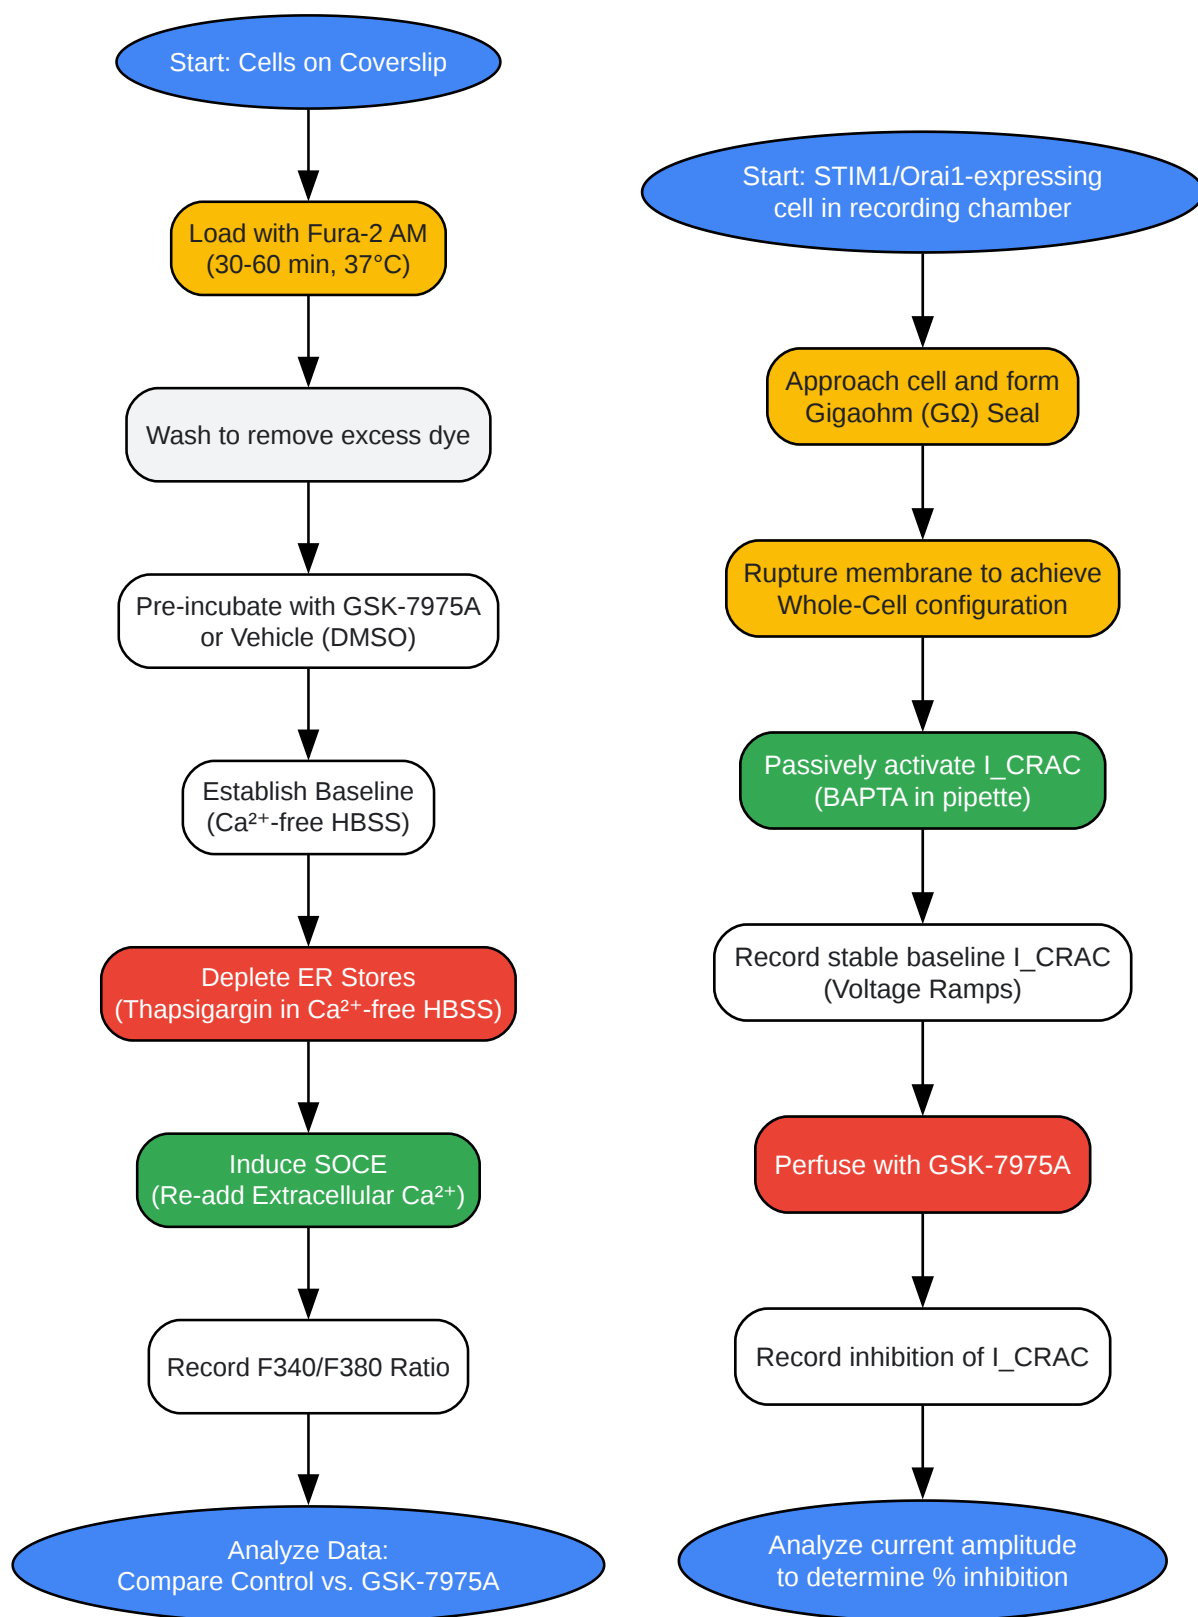 Start: Cells on Coverslip
Load with Fura-2 AM
(30-60 min, 37°C)
Wash to remove excess dye
Pre-incubate with GSK-7975A
or Vehicle (DMSO)
Establish Baseline
(Ca²⁺-free HBSS)
Deplete ER Stores
(Thapsigargin in Ca²⁺-free HBSS)
Induce SOCE
(Re-add Extracellular Ca²⁺)
Record F340/F380 Ratio
Analyze Data:
Compare Control vs. GSK-7975A
Start: STIM1/Orai1-expressing
cell in recording chamber
Approach cell and form
Gigaohm (GΩ) Seal
Rupture membrane to achieve
Whole-Cell configuration
Passively activate I_CRAC
(BAPTA in pipette)
Record stable baseline I_CRAC
(Voltage Ramps)
Perfuse with GSK-7975A
Record inhibition of I_CRAC
Analyze current amplitude
to determine % inhibition